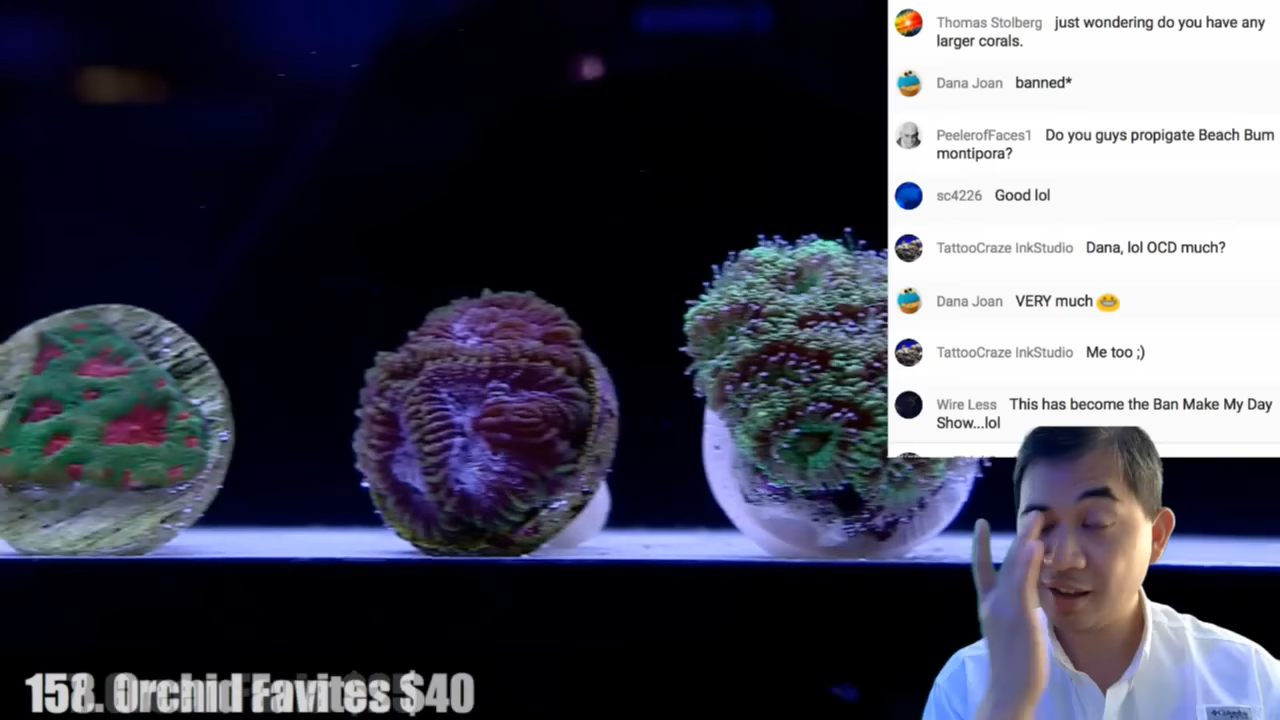 Thomas Stolberg just wondering do you have any
larger corals.
Dana Joan banned*
PeelerofFaces1 Do you guys propigate Beach Bum
montipora?
sc4226 Good lol
TattooCraze InkStudio Dana, lol OCD much?
Dana Joan VERY much 😁
TattooCraze InkStudio Me too ;)
Wire Less This has become the Ban Make My Day
Show...lol
158. Orchid Favites $40
Columbia